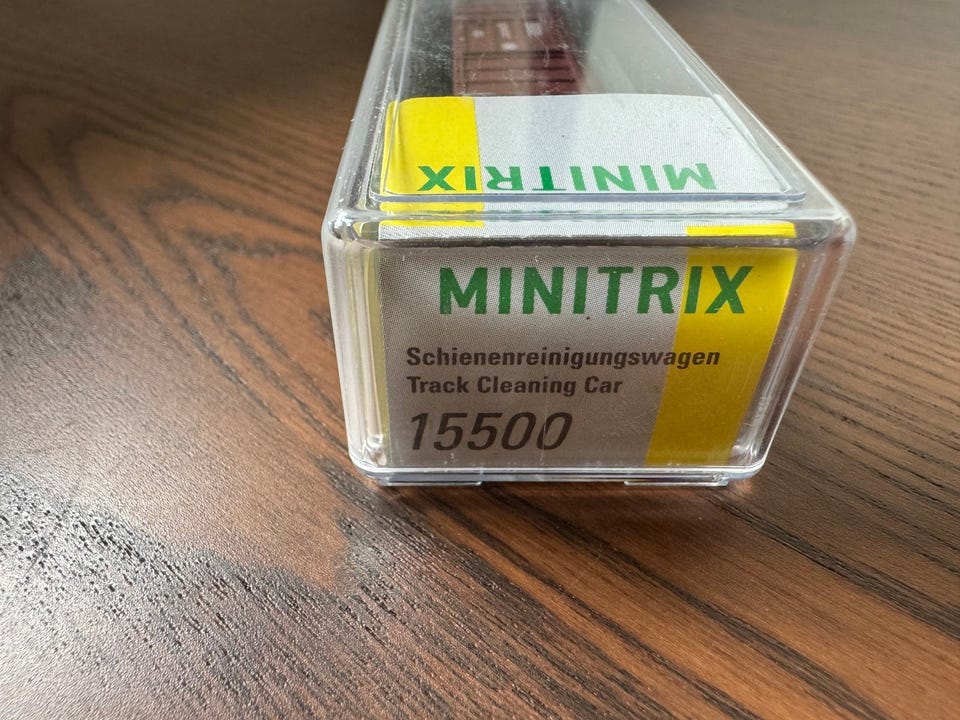 MINITRIX
MINITRIX
Schienenreinigungswagen
Track Cleaning Car
15500